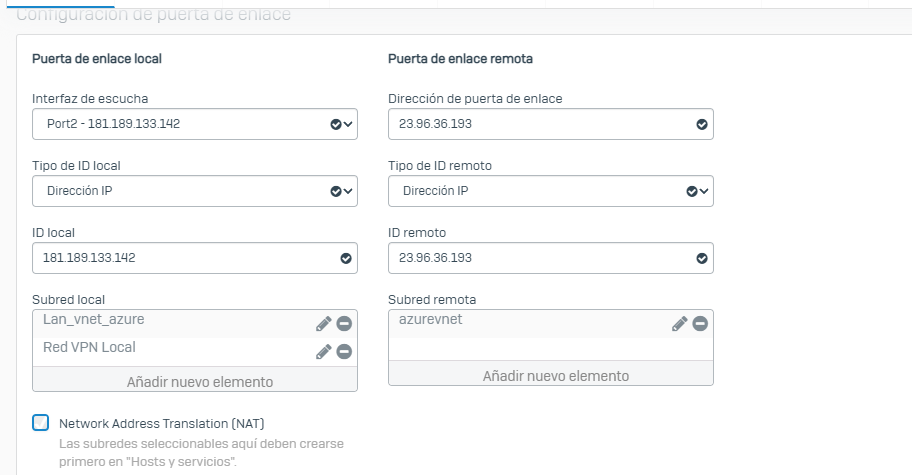 Configuración de puerta de enlace
Puerta de enlace local
Puerta de enlace remota
Interfaz de escucha
Dirección de puerta de enlace
Port2 - 181.189.133.142
23.96.36.193
Tipo de ID local
Tipo de ID remoto
Dirección IP
Dirección IP
ID local
ID remoto
181.189.133.142
23.96.36.193
Subred local
Subred remota
Lan_vnet_azure
azurevnet
Red VPN Local
Añadir nuevo elemento
Añadir nuevo elemento
Network Address Translation (NAT)
Las subredes seleccionables aquí deben crearse
primero en "Hosts y servicios".